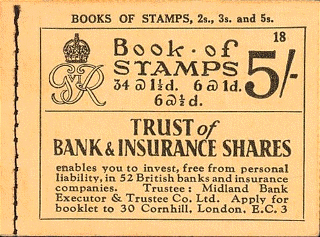 BOOKS OF STAMPS, 2s., 3s. and 5s.
18
Book·of
STAMPS
5/-
34 @ 1½d. 6 @ 1d.
6 @ ½d.
GVIR
TRUST of
BANK & INSURANCE SHARES
enables you to invest, free from personal
liability, in 52 British banks and insurance
companies. Trustee: Midland Bank
Executor & Trustee Co. Ltd. Apply for
booklet to 30 Cornhill, London, E.C. 3